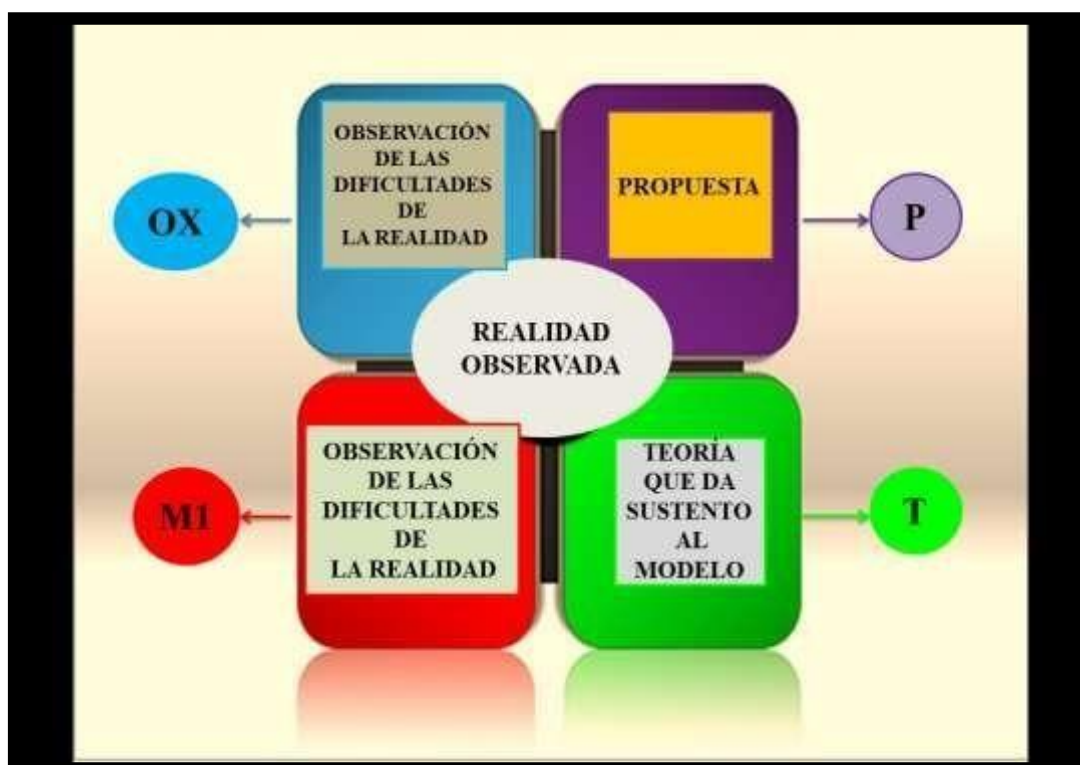 OBSERVACIÓN
DE LAS
DIFICULTADES
DE
LA REALIDAD
PROPUESTA
OX
P
REALIDAD
OBSERVADA
OBSERVACIÓN
DE LAS
DIFICULTADES
DE
LA REALIDAD
TEORÍA
QUE DA
SUSTENTO
AL
MODELO
M1
T